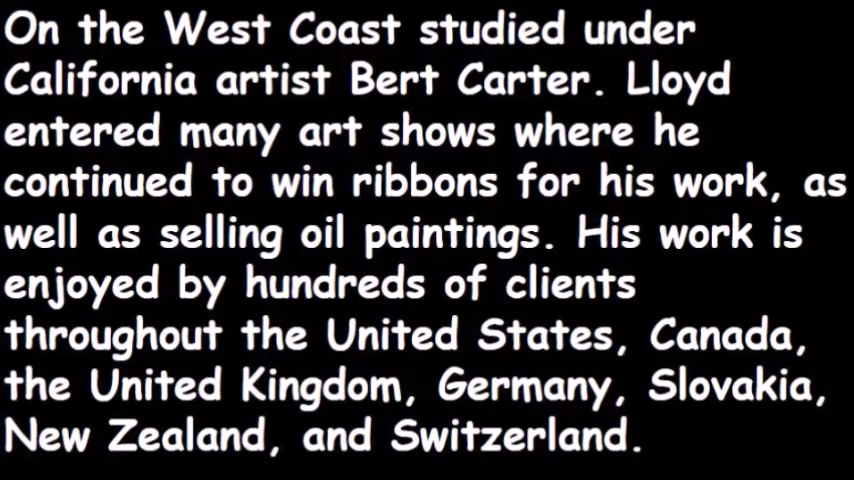 On the West Coast studied under
California artist Bert Carter. Lloyd
entered many art shows where he
continued to win ribbons for his work, as
well as selling oil paintings. His work is
enjoyed by hundreds of clients
throughout the United States, Canada,
the United Kingdom, Germany, Slovakia,
New Zealand, and Switzerland.